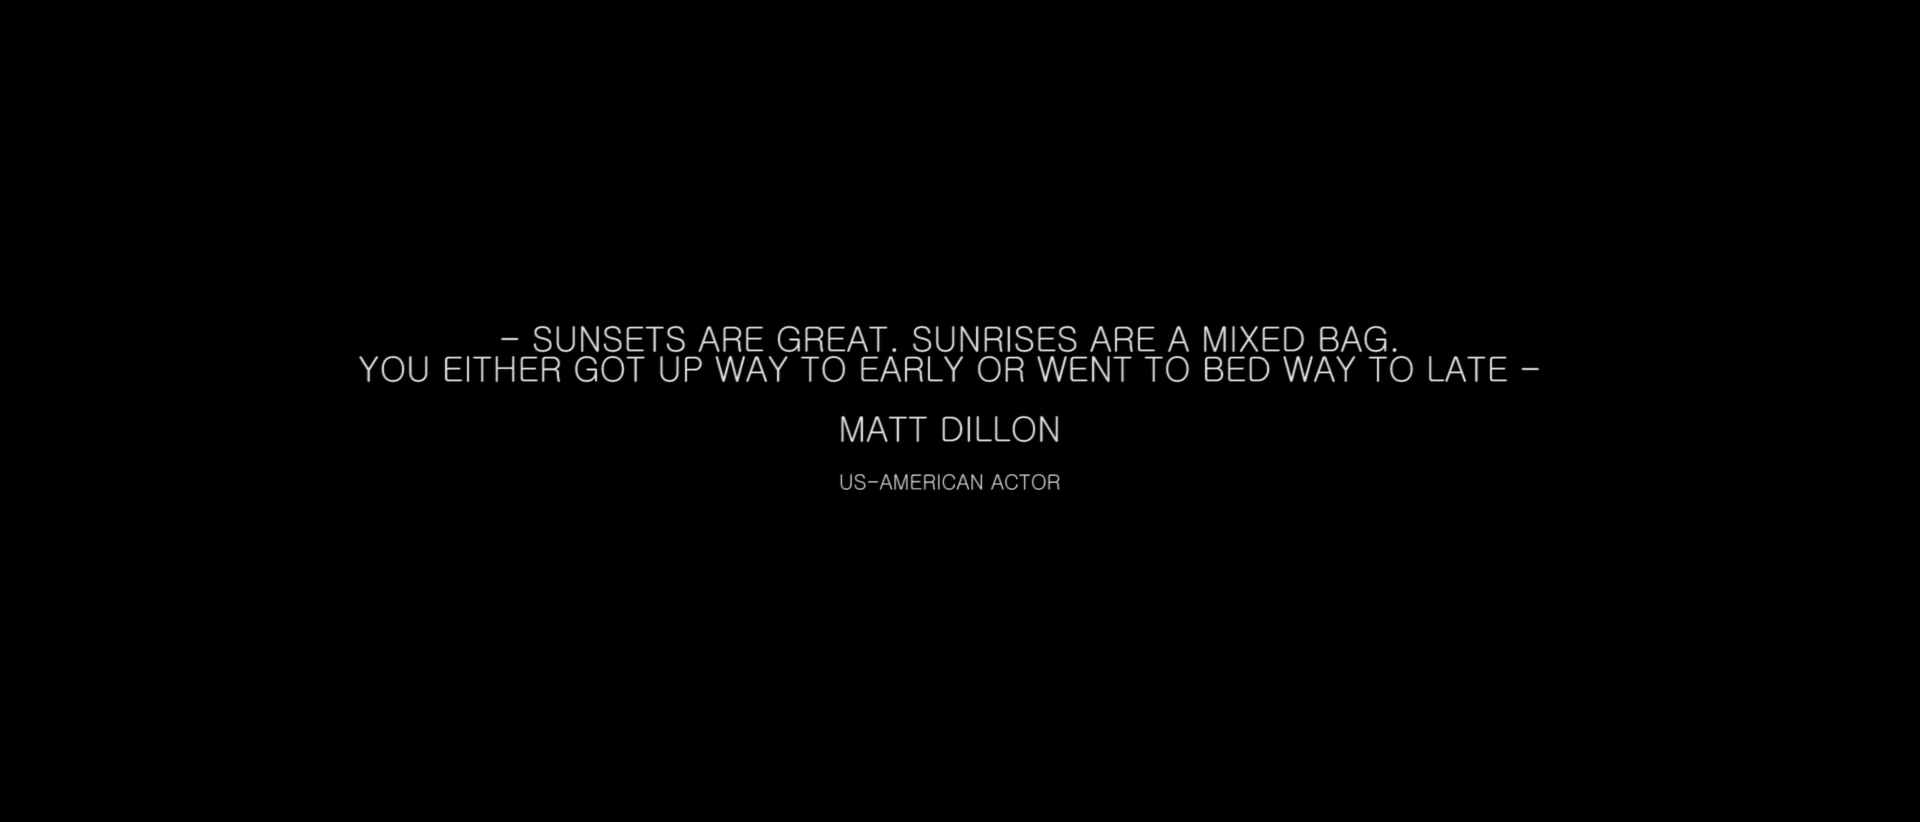 – SUNSETS ARE GREAT. SUNRISES ARE A MIXED BAG.
YOU EITHER GOT UP WAY TO EARLY OR WENT TO BED WAY TO LATE –
MATT DILLON
US-AMERICAN ACTOR